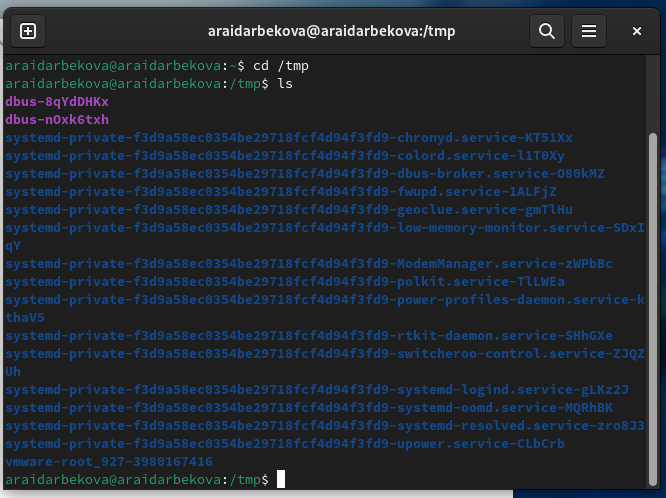 araidarbekova@araidarbekova:/tmp
araidarbekova@araidarbekova:~$ cd /tmp
araidarbekova@araidarbekova:/tmp$ ls
dbus-8qYdDHKx
dbus-nOxk6txh
systemd-private-f3d9a58ec0354be29718fcf4d94f3fd9-chronyd.service-KT51Xx
systemd-private-f3d9a58ec0354be29718fcf4d94f3fd9-colord.service-l1T0Xy
systemd-private-f3d9a58ec0354be29718fcf4d94f3fd9-dbus-broker.service-O80kMZ
systemd-private-f3d9a58ec0354be29718fcf4d94f3fd9-fwupd.service-1ALFjZ
systemd-private-f3d9a58ec0354be29718fcf4d94f3fd9-geoclue.service-gmTlHu
systemd-private-f3d9a58ec0354be29718fcf4d94f3fd9-low-memory-monitor.service-SDxI
qY
systemd-private-f3d9a58ec0354be29718fcf4d94f3fd9-ModemManager.service-zWPbBc
systemd-private-f3d9a58ec0354be29718fcf4d94f3fd9-polkit.service-TlLWEa
systemd-private-f3d9a58ec0354be29718fcf4d94f3fd9-power-profiles-daemon.service-k
thaV5
systemd-private-f3d9a58ec0354be29718fcf4d94f3fd9-rtkit-daemon.service-SHhGXe
systemd-private-f3d9a58ec0354be29718fcf4d94f3fd9-switcheroo-control.service-ZJQZ
Uh
systemd-private-f3d9a58ec0354be29718fcf4d94f3fd9-systemd-logind.service-gLKz2J
systemd-private-f3d9a58ec0354be29718fcf4d94f3fd9-systemd-oomd.service-MQRhBK
systemd-private-f3d9a58ec0354be29718fcf4d94f3fd9-systemd-resolved.service-zro8J3
systemd-private-f3d9a58ec0354be29718fcf4d94f3fd9-upower.service-CLbCrb
vmware-root_927-3980167416
araidarbekova@araidarbekova:/tmp$